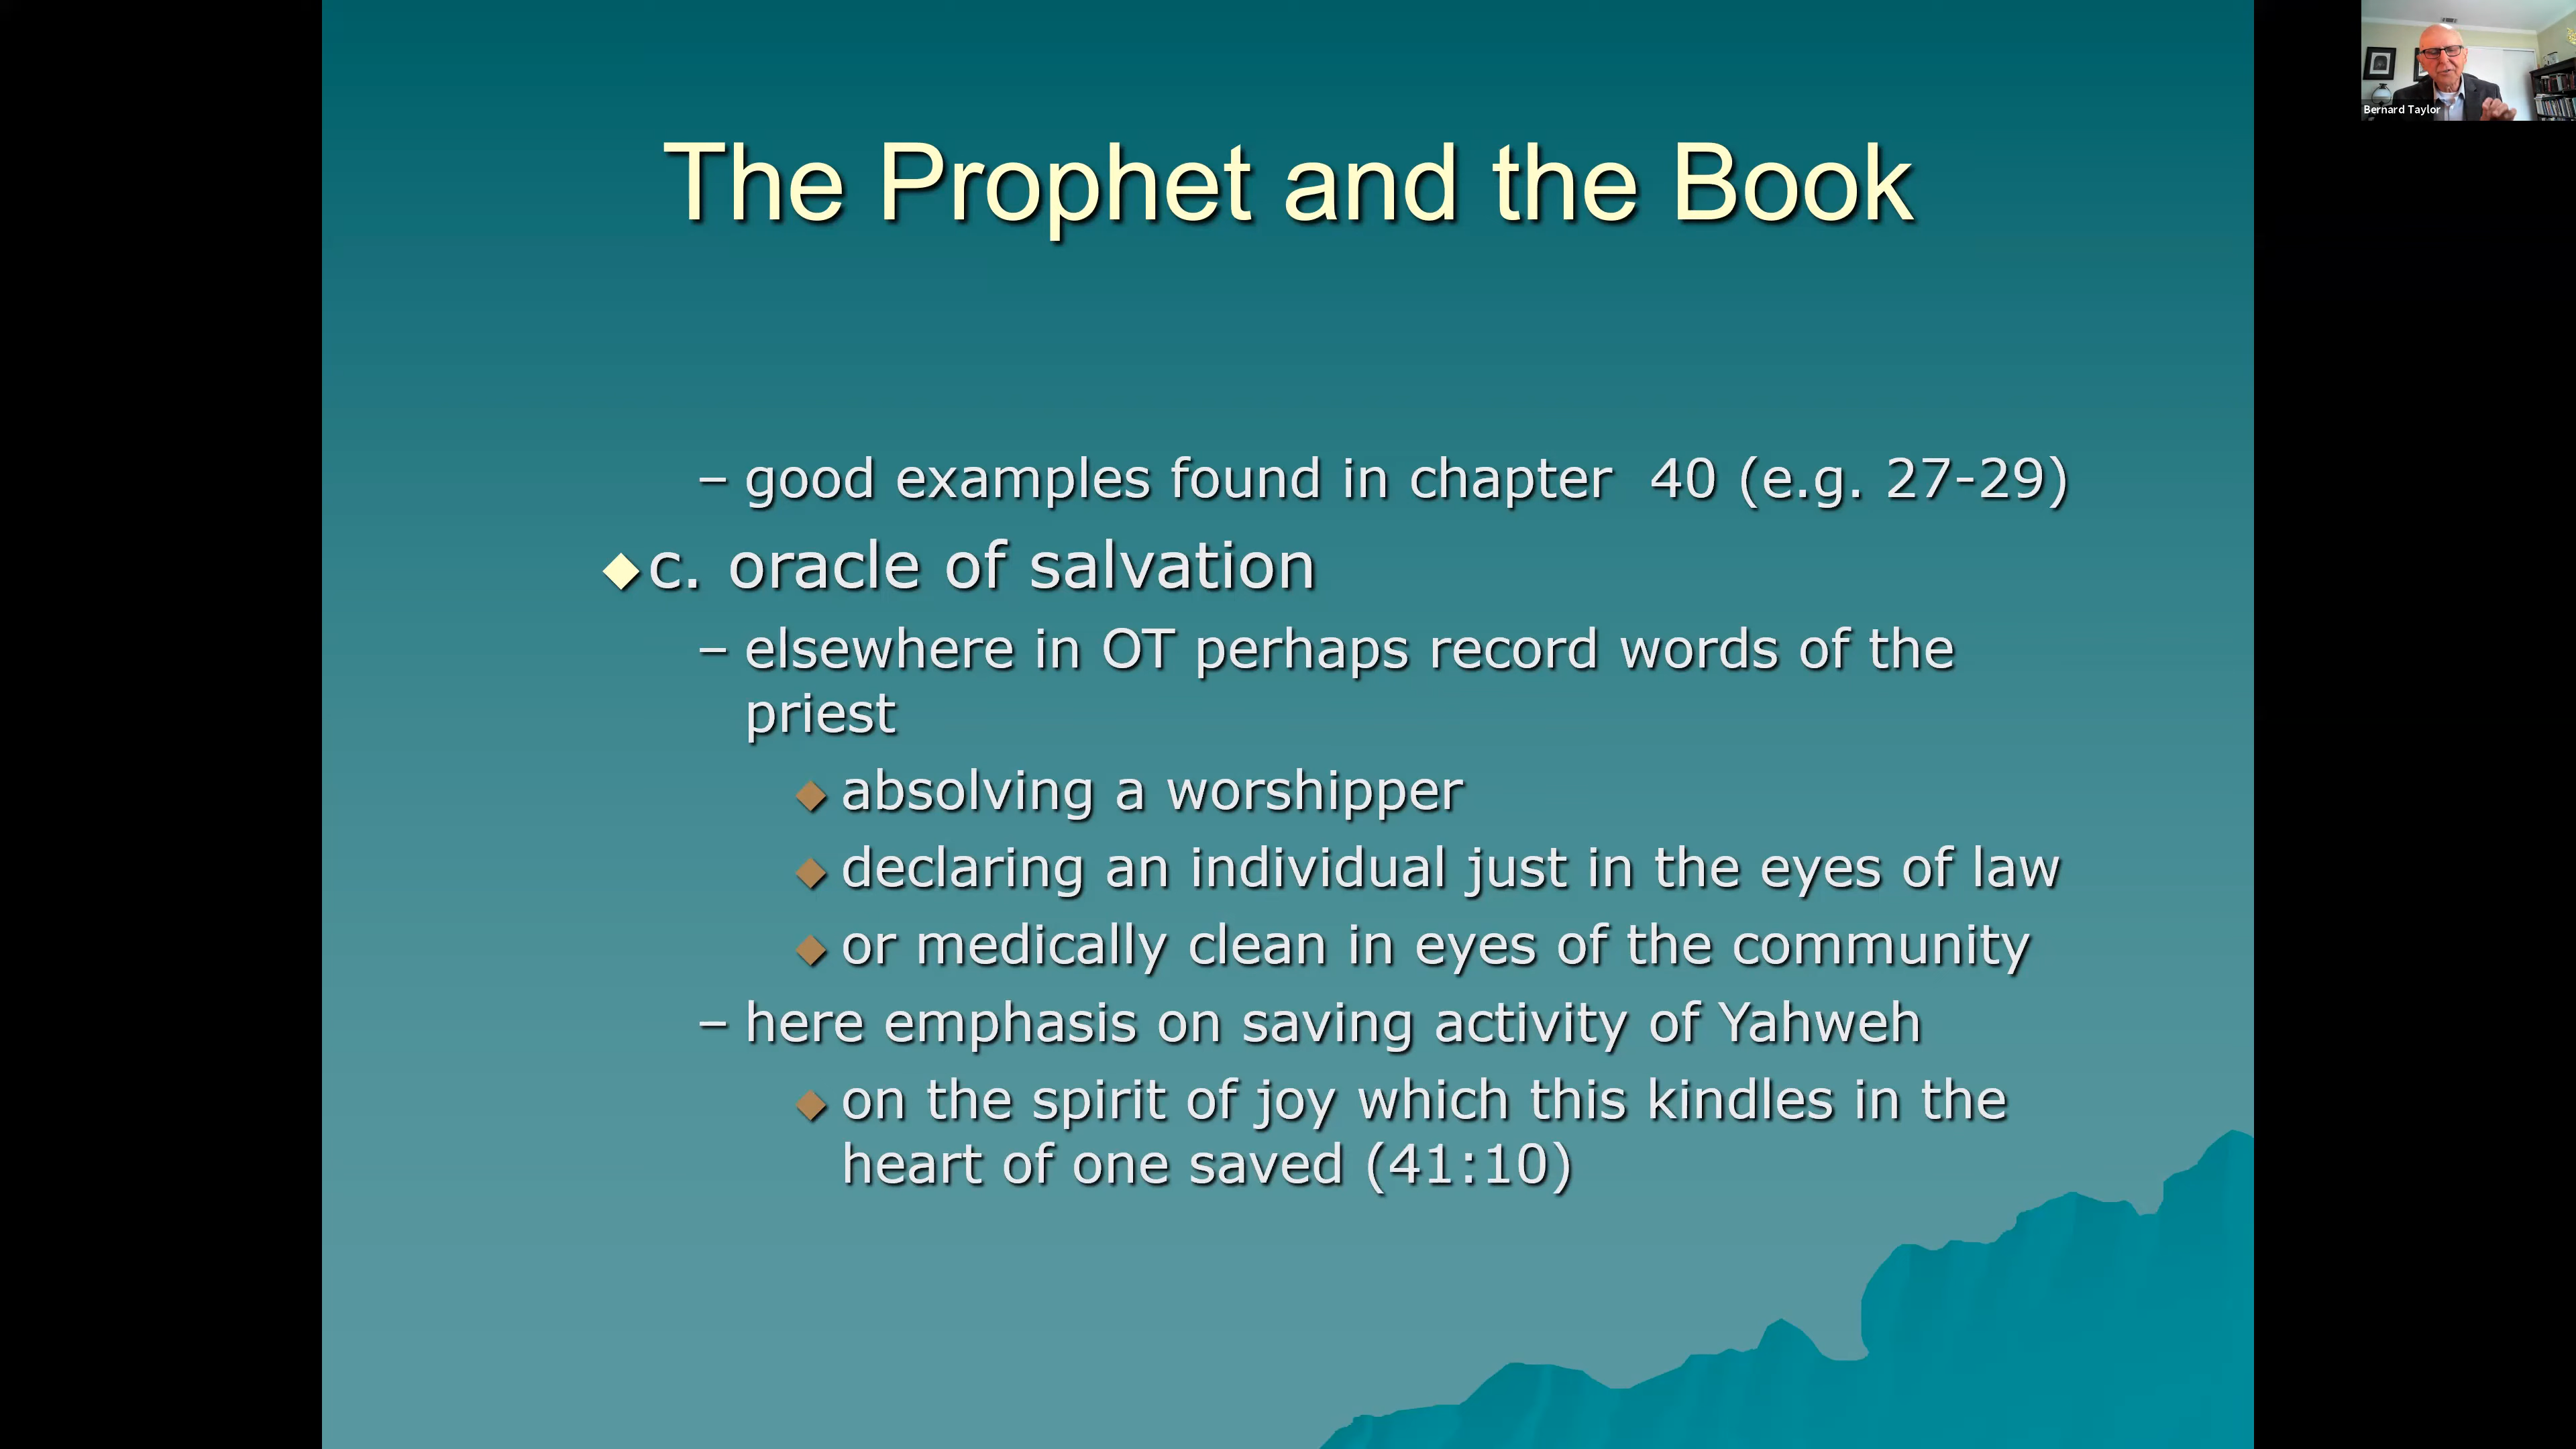 The Prophet and the Book
– good examples found in chapter  40 (e.g. 27-29)
◆ c. oracle of salvation
– elsewhere in OT perhaps record words of the
priest
◆ absolving a worshipper
◆ declaring an individual just in the eyes of law
◆ or medically clean in eyes of the community
– here emphasis on saving activity of Yahweh
◆ on the spirit of joy which this kindles in the
heart of one saved (41:10)
Bernard Taylor